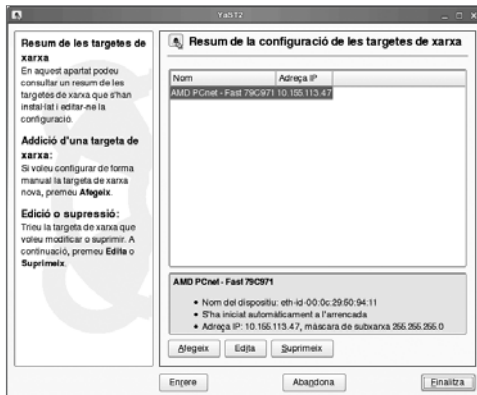 YaST2
Resum de les targetes de
xarxa
En aquest apartat podeu
consultar un resum de les
targetes de xarxa que s'han
instal·lat i editar-ne la
configuració.
Addició d'una targeta de
xarxa:
Si voleu configurar de forma
manual la targeta de xarxa
nova, premeu Afegeix.
Edició o supressió:
Trieu la targeta de xarxa que
voleu modificar o suprimir. A
continuació, premeu Edita o
Suprimeix.
Resum de la configuració de les targetes de xarxa
Nom Adreça IP
AMD PCnet - Fast 79C971 10.155.113.47
AMD PCnet - Fast 79C971
• Nom del dispositiu: eth-id-00:0c:29:50:94:11
• S'ha iniciat automàticament a l'arrencada
• Adreça IP: 10.155.113.47, màscara de subxarxa 255.255.255.0
Afegeix Edita Suprimeix
Enrere Abandona Finalitza